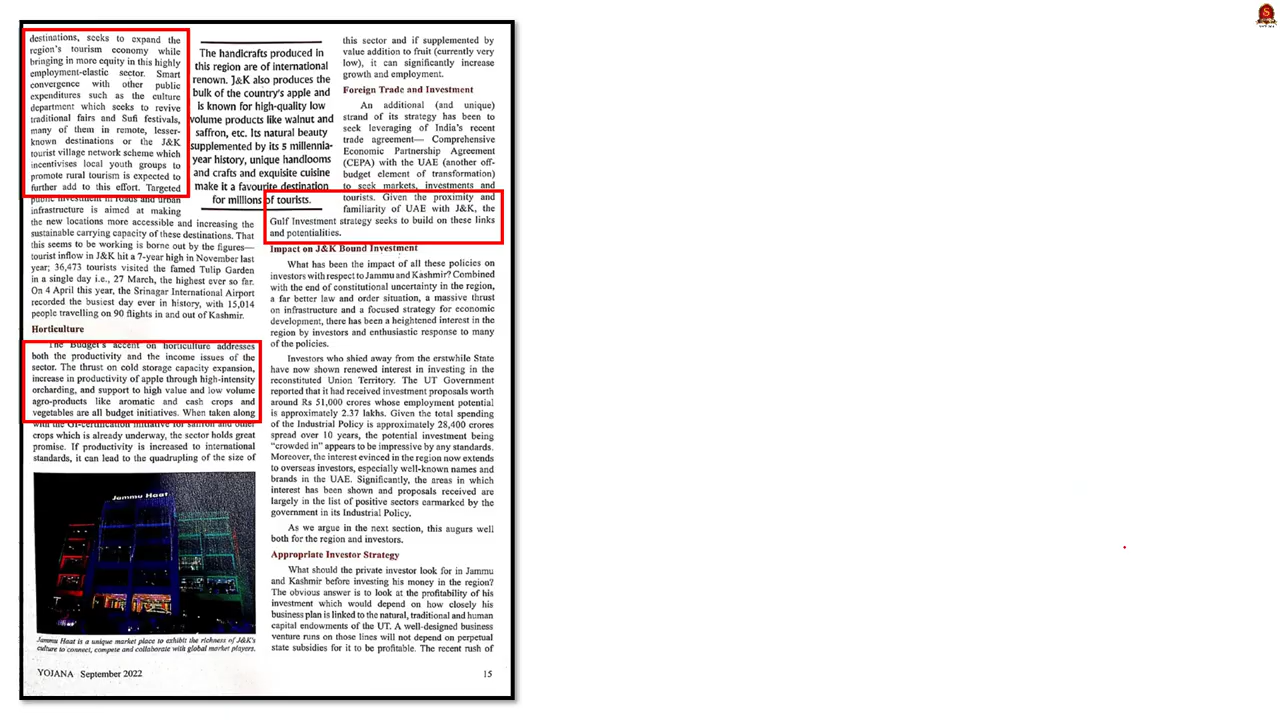 destinations, seeks to expand the
region's tourism economy while
bringing in more equity in this highly
employment-elastic sector. Smart
convergence with other public
expenditures such as the culture
department which seeks to revive
traditional fairs and Sufi festivals,
many of them in remote, lesser-
known destinations or the J&K
tourist village network scheme which
incentivises local youth groups to
promote rural tourism is expected to
further add to this effort. Targeted
public investment in roads and urban
infrastructure is aimed at making
the new locations more accessible and increasing the
sustainable carrying capacity of these destinations. That
this seems to be working is borne out by the figures—
tourist inflow in J&K hit a 7-year high in November last
year; 36,473 tourists visited the famed Tulip Garden
in a single day i.e., 27 March, the highest ever so far.
On 4 April this year, the Srinagar International Airport
recorded the busiest day ever in history, with 15,014
people travelling on 90 flights in and out of Kashmir.
Horticulture
The Budget's accent on horticulture addresses
both the productivity and the income issues of the
sector. The thrust on cold storage capacity expansion,
increase in productivity of apple through high-intensity
orcharding, and support to high value and low volume
agro-products like aromatic and cash crops and
vegetables are all budget initiatives. When taken along
with the GI-certification initiative for saffron and other
crops which is already underway, the sector holds great
promise. If productivity is increased to international
standards, it can lead to the quadrupling of the size of
Jammu Haat
Jammu Haat is a unique market place to exhibit the richness of J&K's
culture to connect, compete and collaborate with global market players.
The handicrafts produced in
this region are of international
renown. J&K also produces the
bulk of the country's apple and
is known for high-quality low
volume products like walnut and
saffron, etc. Its natural beauty
supplemented by its 5 millennia-
year history, unique handlooms
and crafts and exquisite cuisine
make it a favourite destination
for millions of tourists.
this sector and if supplemented by
value addition to fruit (currently very
low), it can significantly increase
growth and employment.
Foreign Trade and Investment
An additional (and unique)
strand of its strategy has been to
seek leveraging of India's recent
trade agreement— Comprehensive
Economic Partnership Agreement
(CEPA) with the UAE (another off-
budget element of transformation)
to seek markets, investments and
tourists. Given the proximity and
familiarity of UAE with J&K, the
Gulf Investment strategy seeks to build on these links
and potentialities.
Impact on J&K Bound Investment
What has been the impact of all these policies on
investors with respect to Jammu and Kashmir? Combined
with the end of constitutional uncertainty in the region,
a far better law and order situation, a massive thrust
on infrastructure and a focused strategy for economic
development, there has been a heightened interest in the
region by investors and enthusiastic response to many
of the policies.
Investors who shied away from the erstwhile State
have now shown renewed interest in investing in the
reconstituted Union Territory. The UT Government
reported that it had received investment proposals worth
around Rs 51,000 crores whose employment potential
is approximately 2.37 lakhs. Given the total spending
of the Industrial Policy is approximately 28,400 crores
spread over 10 years, the potential investment being
"crowded in" appears to be impressive by any standards.
Moreover, the interest evinced in the region now extends
to overseas investors, especially well-known names and
brands in the UAE. Significantly, the areas in which
interest has been shown and proposals received are
largely in the list of positive sectors earmarked by the
government in its Industrial Policy.
As we argue in the next section, this augurs well
both for the region and investors.
Appropriate Investor Strategy
What should the private investor look for in Jammu
and Kashmir before investing his money in the region?
The obvious answer is to look at the profitability of his
investment which would depend on how closely his
business plan is linked to the natural, traditional and human
capital endowments of the UT. A well-designed business
venture runs on those lines will not depend on perpetual
state subsidies for it to be profitable. The recent rush of
YOJANA September 2022
15